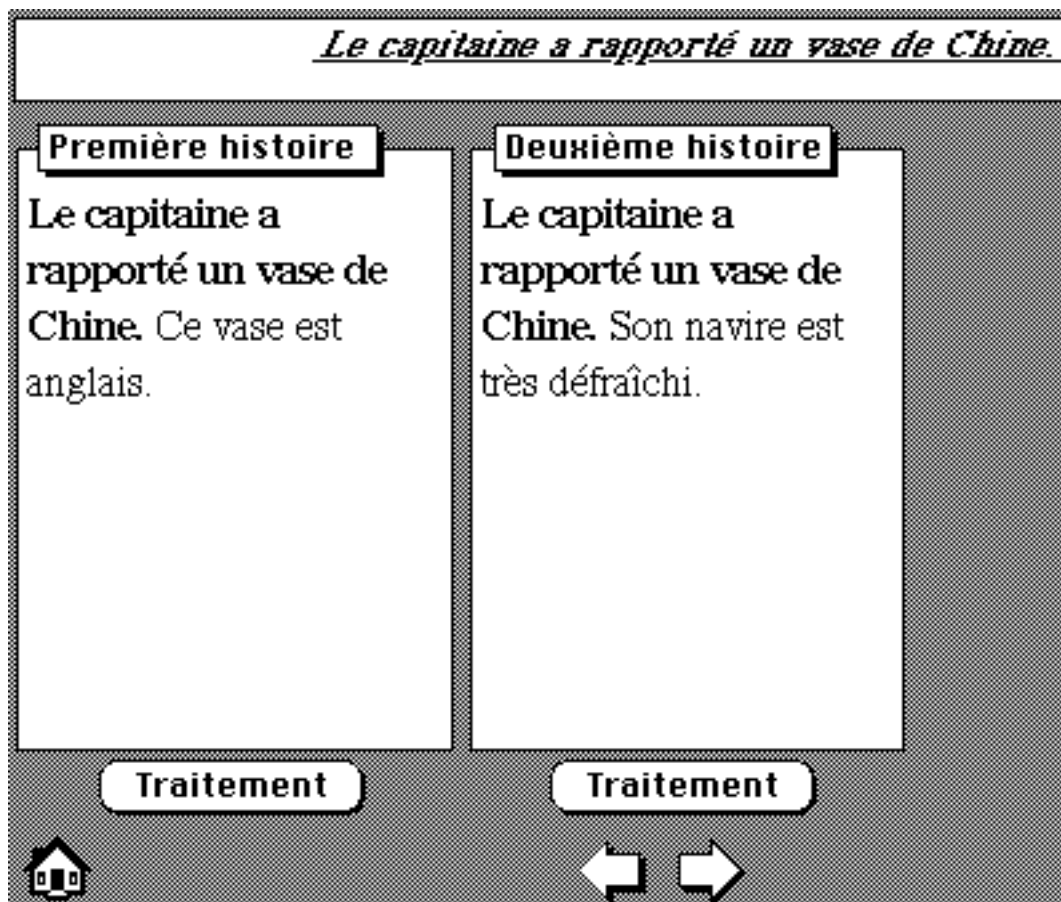 Le capitaine a rapporté un vase de Chine.
Première histoire
Le capitaine a
rapporté un vase de
Chine. Ce vase est
anglais.
Traitement
Deuxième histoire
Le capitaine a
rapporté un vase de
Chine. Son navire est
très défraîchi.
Traitement